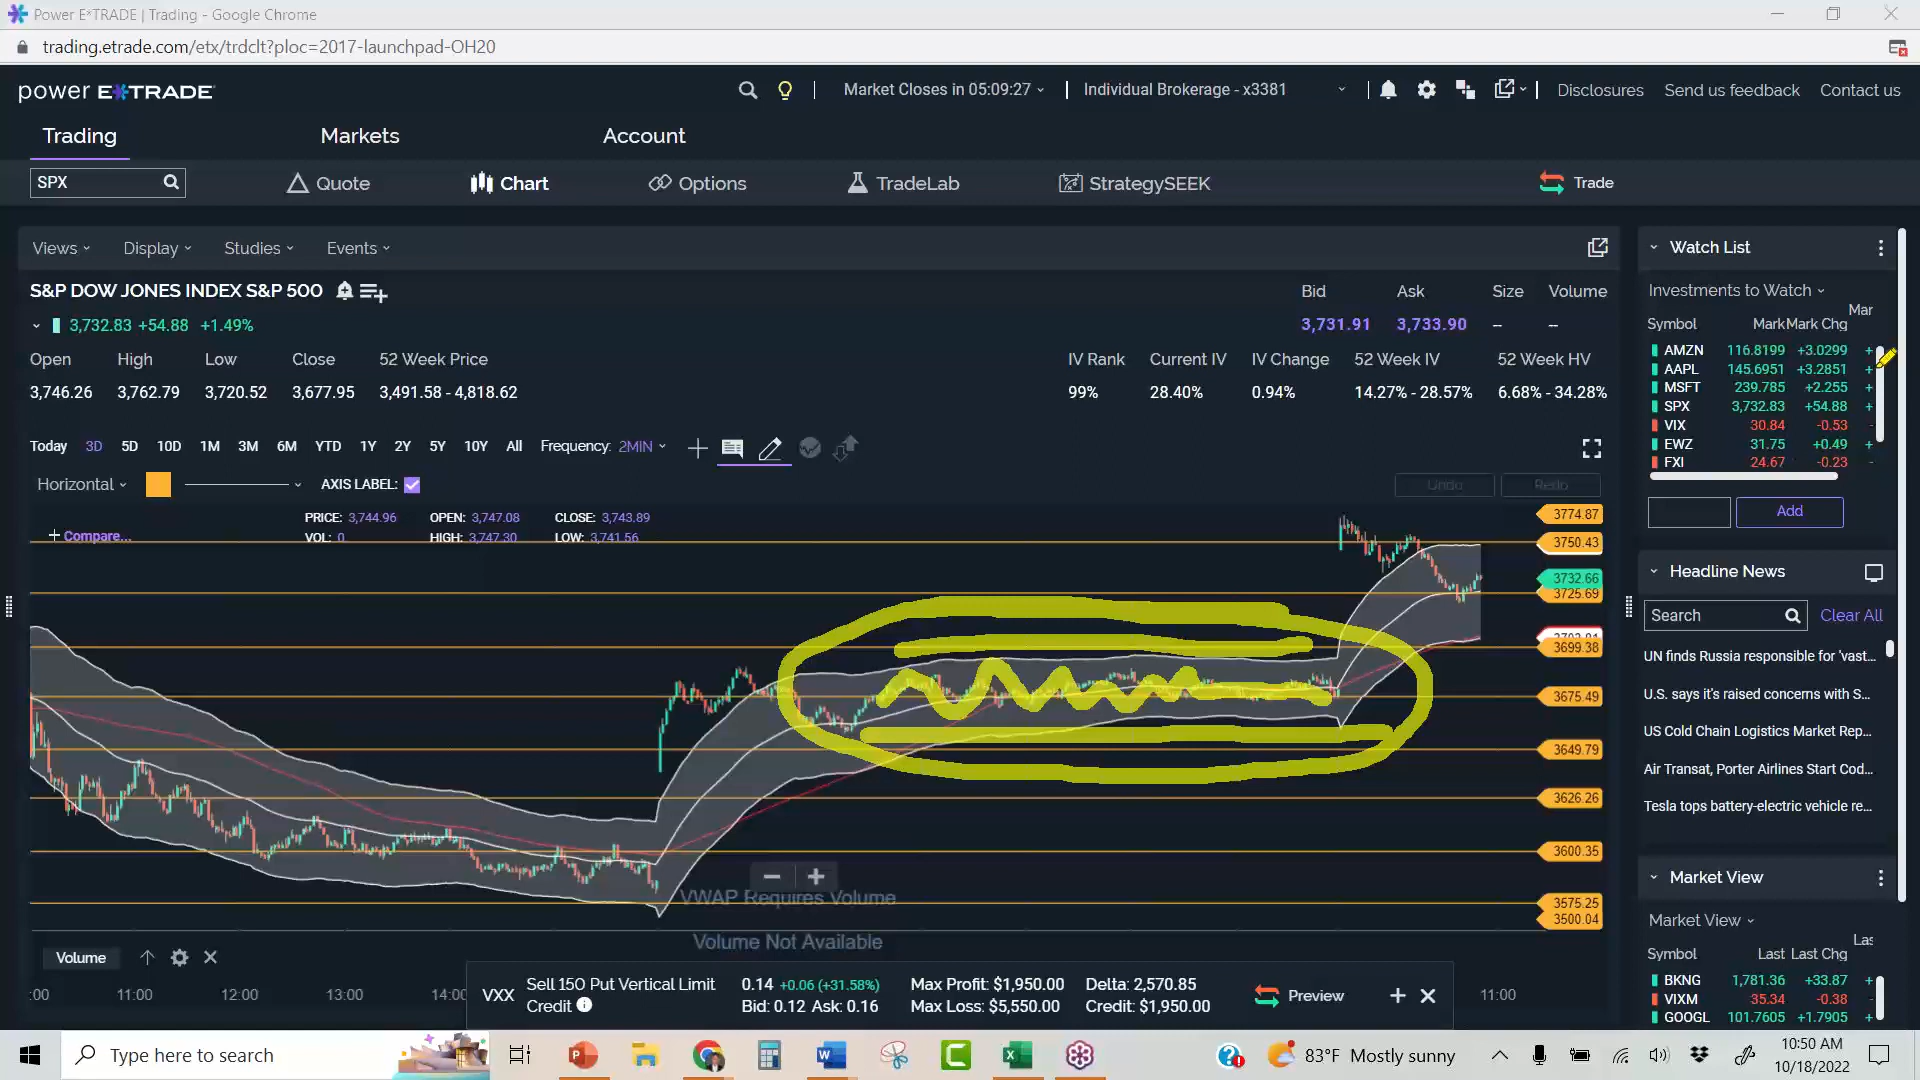 Power E*TRADE | Trading - Google Chrome
trading.etrade.com/etx/trdclt?ploc=2017-launchpad-OH20
power E*TRADE
Market Closes in 05:09:27
Individual Brokerage - x3381
Disclosures Send us feedback Contact us
Trading Markets Account
SPX Quote Chart Options TradeLab StrategySEEK Trade
Views Display Studies Events
S&P DOW JONES INDEX S&P 500
Bid Ask Size Volume
3,732.83 +54.88 +1.49%
3,731.91 3,733.90 -- --
Open High Low Close 52 Week Price
IV Rank Current IV IV Change 52 Week IV 52 Week HV
3,746.26 3,762.79 3,720.52 3,677.95 3,491.58 - 4,818.62
99% 28.40% 0.94% 14.27% - 28.57% 6.68% - 34.28%
Today 3D 5D 10D 1M 3M 6M YTD 1Y 2Y 5Y 10Y All Frequency: 2MIN
Horizontal AXIS LABEL: Undo Redo
PRICE: 3,744.96 OPEN: 3,747.08 CLOSE: 3,743.89
Compare...
VOL: 0 HIGH: 3,747.30 LOW: 3,741.56
3774.87
3750.43
3732.66
3725.69
3699.38
3675.49
3649.79
3626.26
3600.35
3575.25
3500.04
VWAP Requires Volume
Volume Not Available
Volume
:00 11:00 12:00 13:00 14:00 11:00
VXX
Sell 150 Put Vertical Limit
Credit
0.14 +0.06 (+31.58%)
Bid: 0.12 Ask: 0.16
Max Profit: $1,950.00
Max Loss: $5,550.00
Delta: 2,570.85
Credit: $1,950.00
Preview
Watch List
Investments to Watch
Mar
Symbol Mark Mark Chg
AMZN 116.8199 +3.0299 +
AAPL 145.6951 +3.2851 +
MSFT 239.785 +2.255 +
SPX 3,732.83 +54.88 +
VIX 30.84 -0.53 -
EWZ 31.75 +0.49 +
FXI 24.67 -0.23 -
Add
Headline News
Search Clear All
UN finds Russia responsible for 'vast...
U.S. says it's raised concerns with S...
US Cold Chain Logistics Market Rep...
Air Transat, Porter Airlines Start Cod...
Tesla tops battery-electric vehicle re...
Market View
Market View
Las
Symbol Last Last Chg
BKNG 1,781.36 +33.87 +
VIXM 35.34 -0.38 -
GOOGL 101.7605 +1.7905 +
Type here to search
83°F Mostly sunny
10:50 AM
10/18/2022